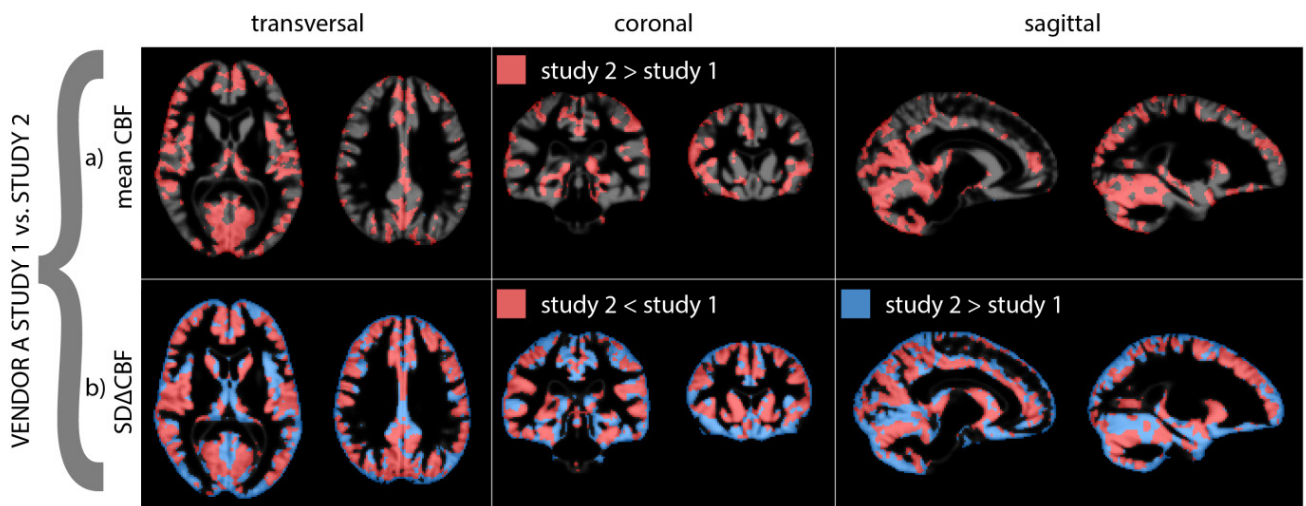 transversal
coronal
sagittal
VENDOR A STUDY 1 vs. STUDY 2
a)
mean CBF
study 2 > study 1
b)
SDΔCBF
study 2 < study 1
study 2 > study 1